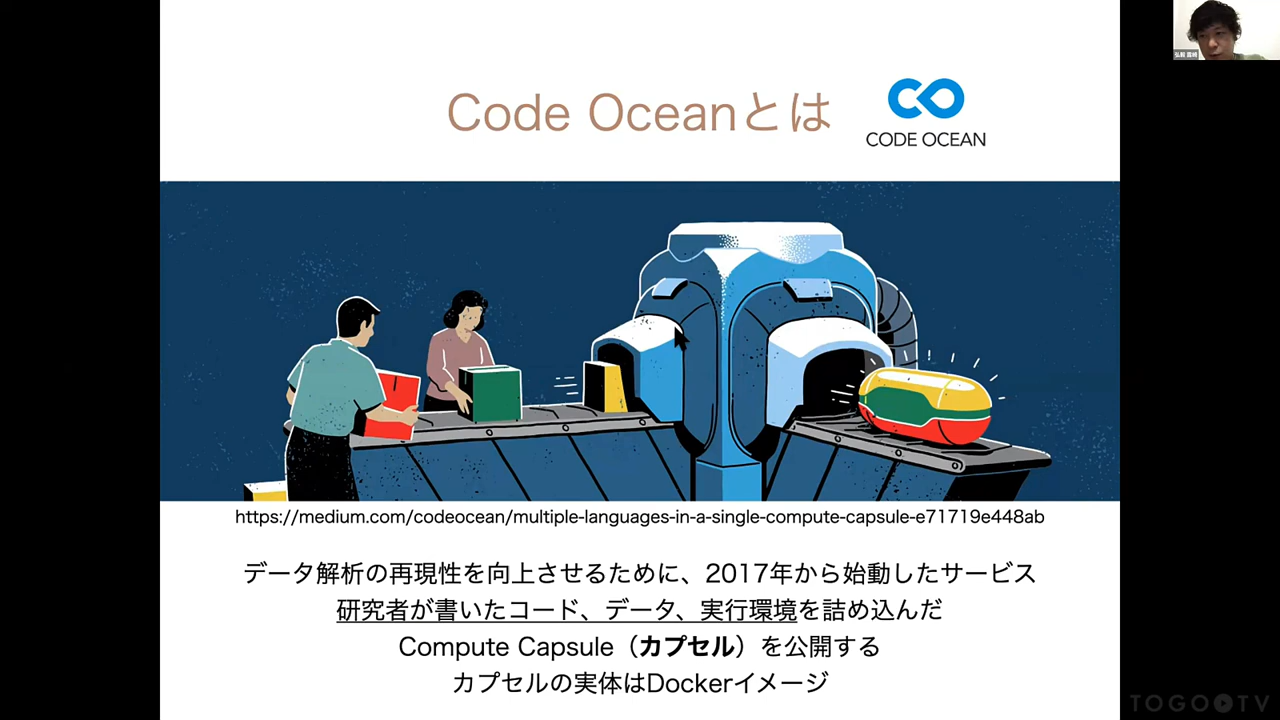 Code Oceanとは
CODE OCEAN
https://medium.com/codeocean/multiple-languages-in-a-single-compute-capsule-e71719e448ab
データ解析の再現性を向上させるために、2017年から始動したサービス
研究者が書いたコード、データ、実行環境を詰め込んだ
Compute Capsule（カプセル）を公開する
カプセルの実体はDockerイメージ
TOGO TV